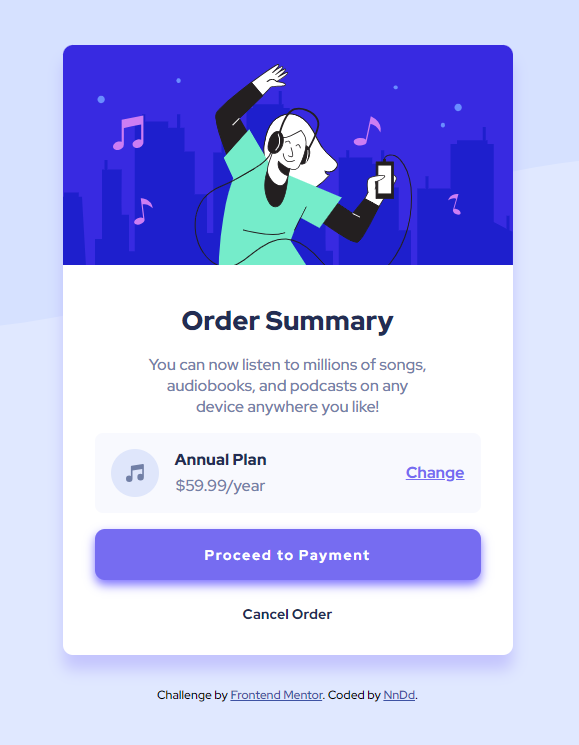 Order Summary
You can now listen to millions of songs,
audiobooks, and podcasts on any
device anywhere you like!
Annual Plan
$59.99/year
Change
Proceed to Payment
Cancel Order
Challenge by Frontend Mentor. Coded by NnDd.